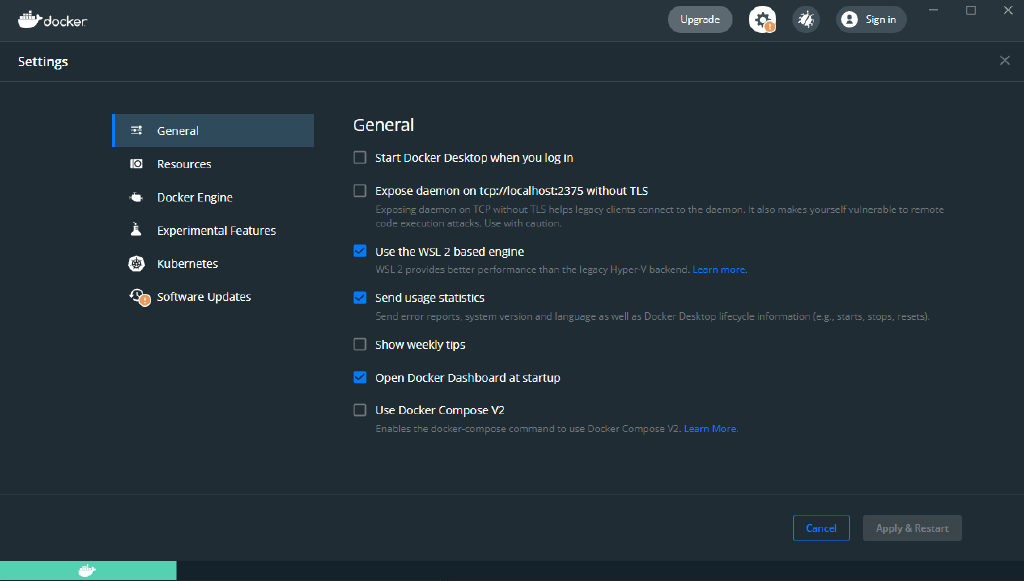 docker
Upgrade
Sign in
Settings
General
Resources
Docker Engine
Experimental Features
Kubernetes
Software Updates
General
Start Docker Desktop when you log in
Expose daemon on tcp://localhost:2375 without TLS
Exposing daemon on TCP without TLS helps legacy clients connect to the daemon. It also makes yourself vulnerable to remote
code execution attacks. Use with caution.
Use the WSL 2 based engine
WSL 2 provides better performance than the legacy Hyper-V backend. Learn more.
Send usage statistics
Send error reports, system version and language as well as Docker Desktop lifecycle information (e.g., starts, stops, resets).
Show weekly tips
Open Docker Dashboard at startup
Use Docker Compose V2
Enables the docker-compose command to use Docker Compose V2. Learn More.
Cancel
Apply & Restart